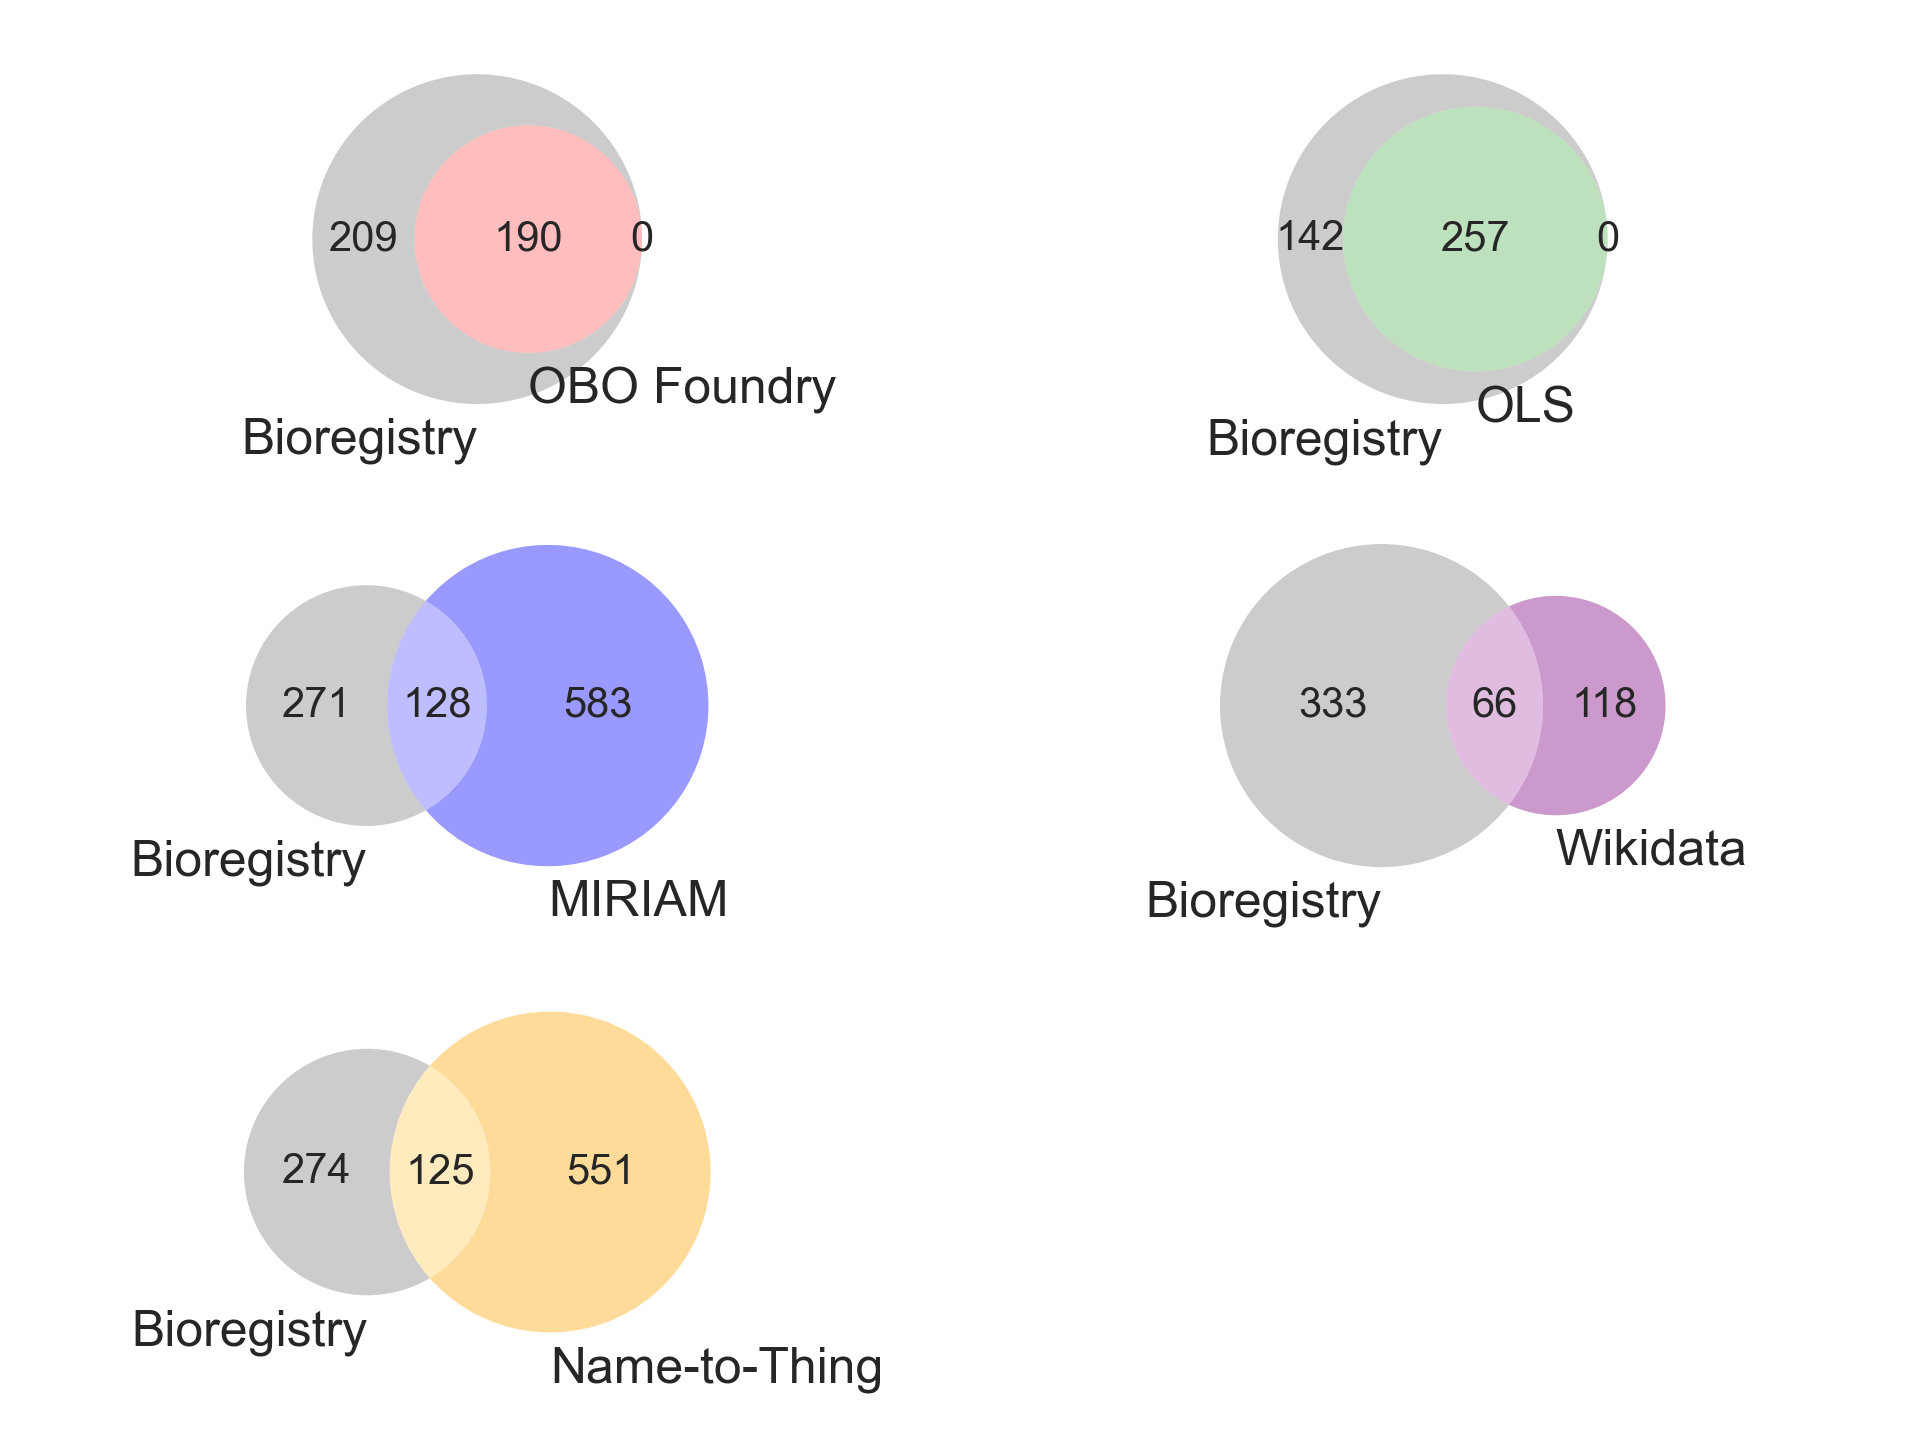 209 190 0
OBO Foundry
Bioregistry
142 257 0
OLS
Bioregistry
271 128 583
Bioregistry
MIRIAM
333 66 118
Wikidata
Bioregistry
274 125 551
Bioregistry
Name-to-Thing